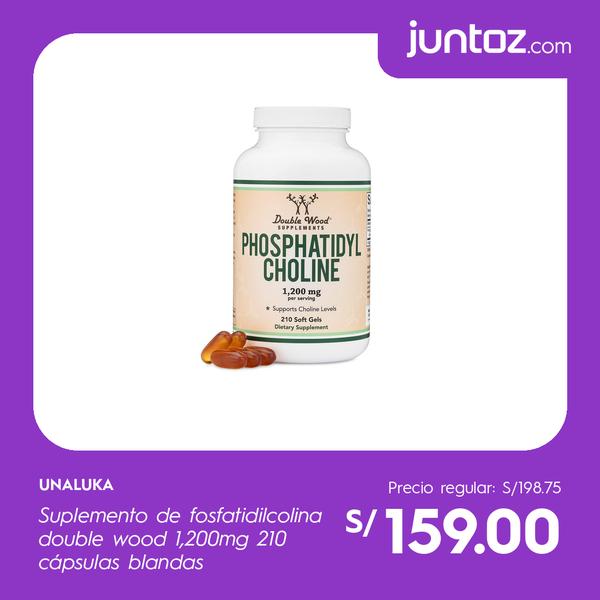 juntoz.com
Double Wood
SUPPLEMENTS
PHOSPHATIDYL
CHOLINE
1,200 mg
per serving
Supports Choline Levels
210 Soft Gels
Dietary Supplement
UNALUKA
Suplemento de fosfatidilcolina
double wood 1,200mg 210
cápsulas blandas
Precio regular: S/198.75
S/159.00